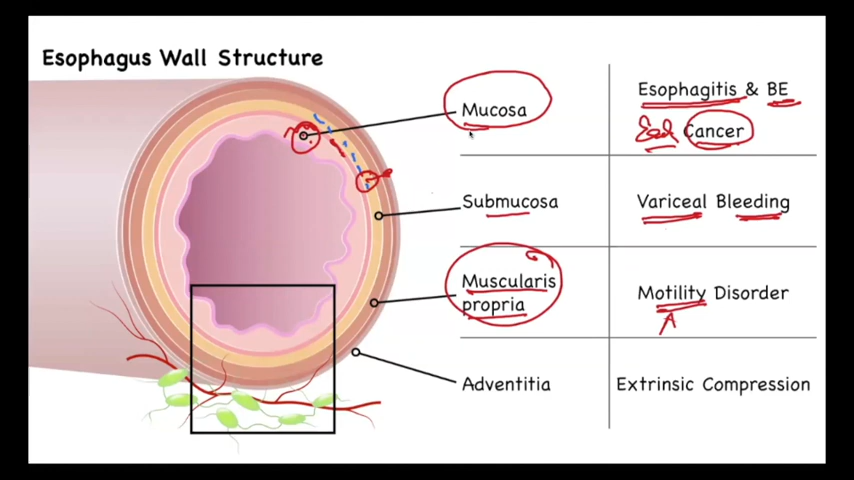 Esophagus Wall Structure
Mucosa
Esophagitis & BE
Cancer
Submucosa
Variceal Bleeding
Muscularis
propria
Motility Disorder
A
Adventitia
Extrinsic Compression